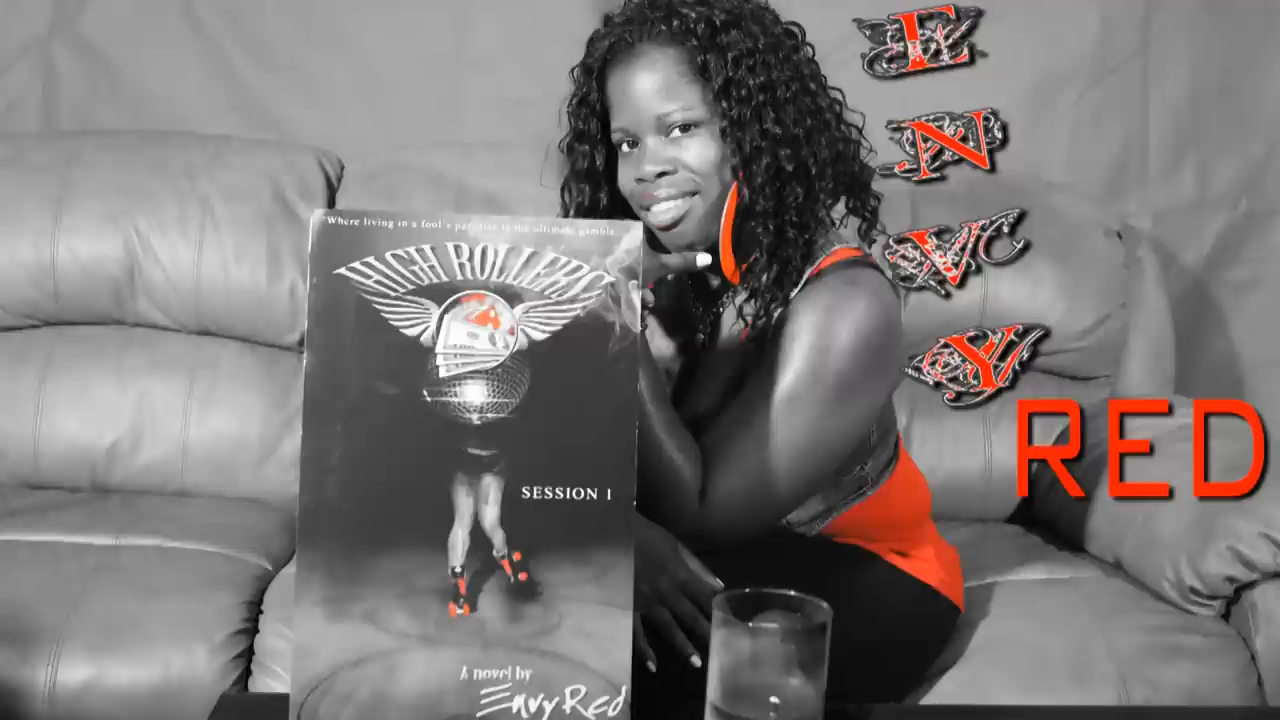 "Where living in a fool's paradise is the ultimate gamble...
HIGH ROLLERS
SESSION 1
A novel by
Envy Red
E
N
V
Y
RED